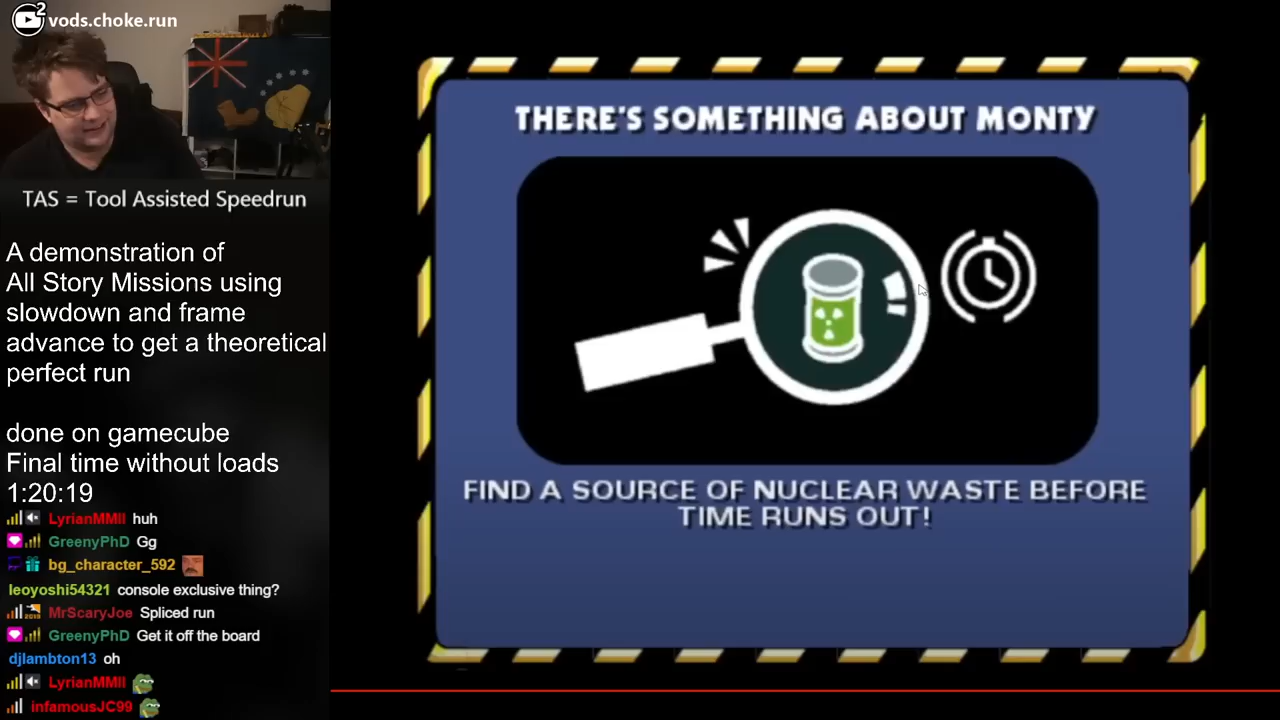 2 vods.choke.run
TAS = Tool Assisted Speedrun
A demonstration of
All Story Missions using
slowdown and frame
advance to get a theoretical
perfect run
done on gamecube
Final time without loads
1:20:19
LyrianMMII huh
GreenyPhD Gg
bg_character_592
leoyoshi54321 console exclusive thing?
MrScaryJoe Spliced run
GreenyPhD Get it off the board
djlambton13 oh
LyrianMMII
infamousJC99
THERE'S SOMETHING ABOUT MONTY
FIND A SOURCE OF NUCLEAR WASTE BEFORE
TIME RUNS OUT!